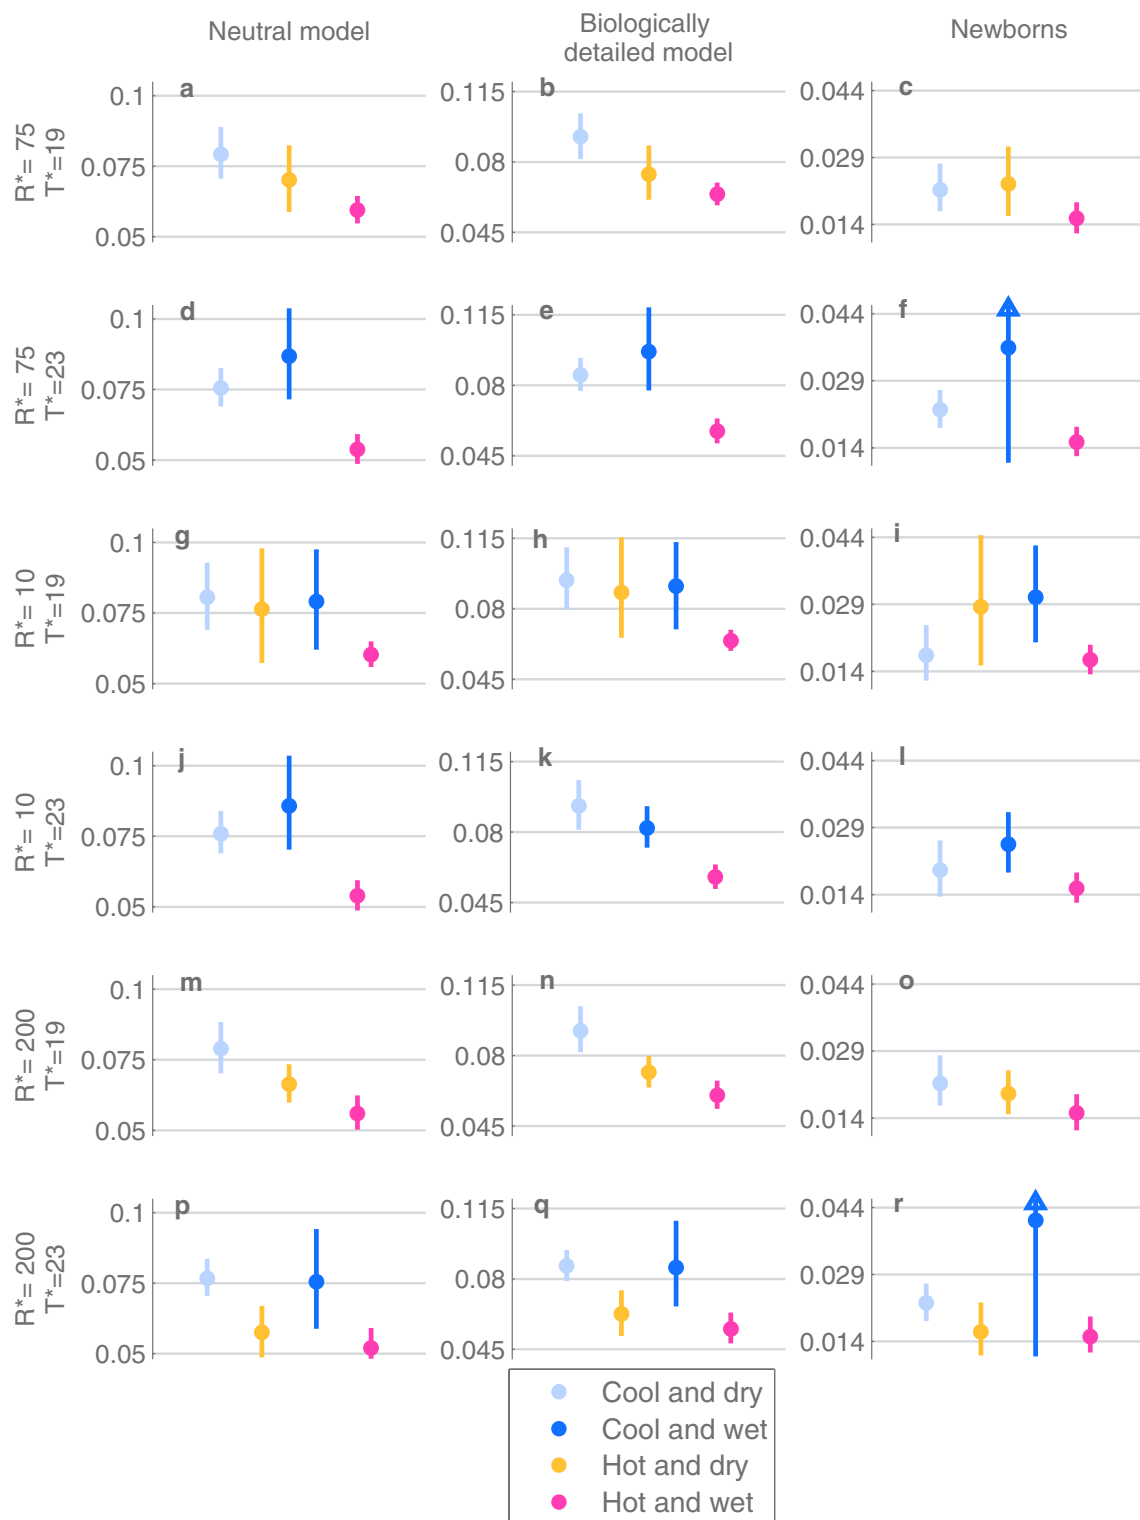 Neutral model
Biologically
detailed model
Newborns
R*= 75
T*=19
a
0.1
0.075
0.05
b
0.115
0.08
0.045
c
0.044
0.029
0.014
R*= 75
T*=23
d
0.1
0.075
0.05
e
0.115
0.08
0.045
f
0.044
0.029
0.014
R*= 10
T*=19
g
0.1
0.075
0.05
h
0.115
0.08
0.045
i
0.044
0.029
0.014
R*= 10
T*=23
j
0.1
0.075
0.05
k
0.115
0.08
0.045
l
0.044
0.029
0.014
R*= 200
T*=19
m
0.1
0.075
0.05
n
0.115
0.08
0.045
o
0.044
0.029
0.014
R*= 200
T*=23
p
0.1
0.075
0.05
q
0.115
0.08
0.045
r
0.044
0.029
0.014
Cool and dry
Cool and wet
Hot and dry
Hot and wet